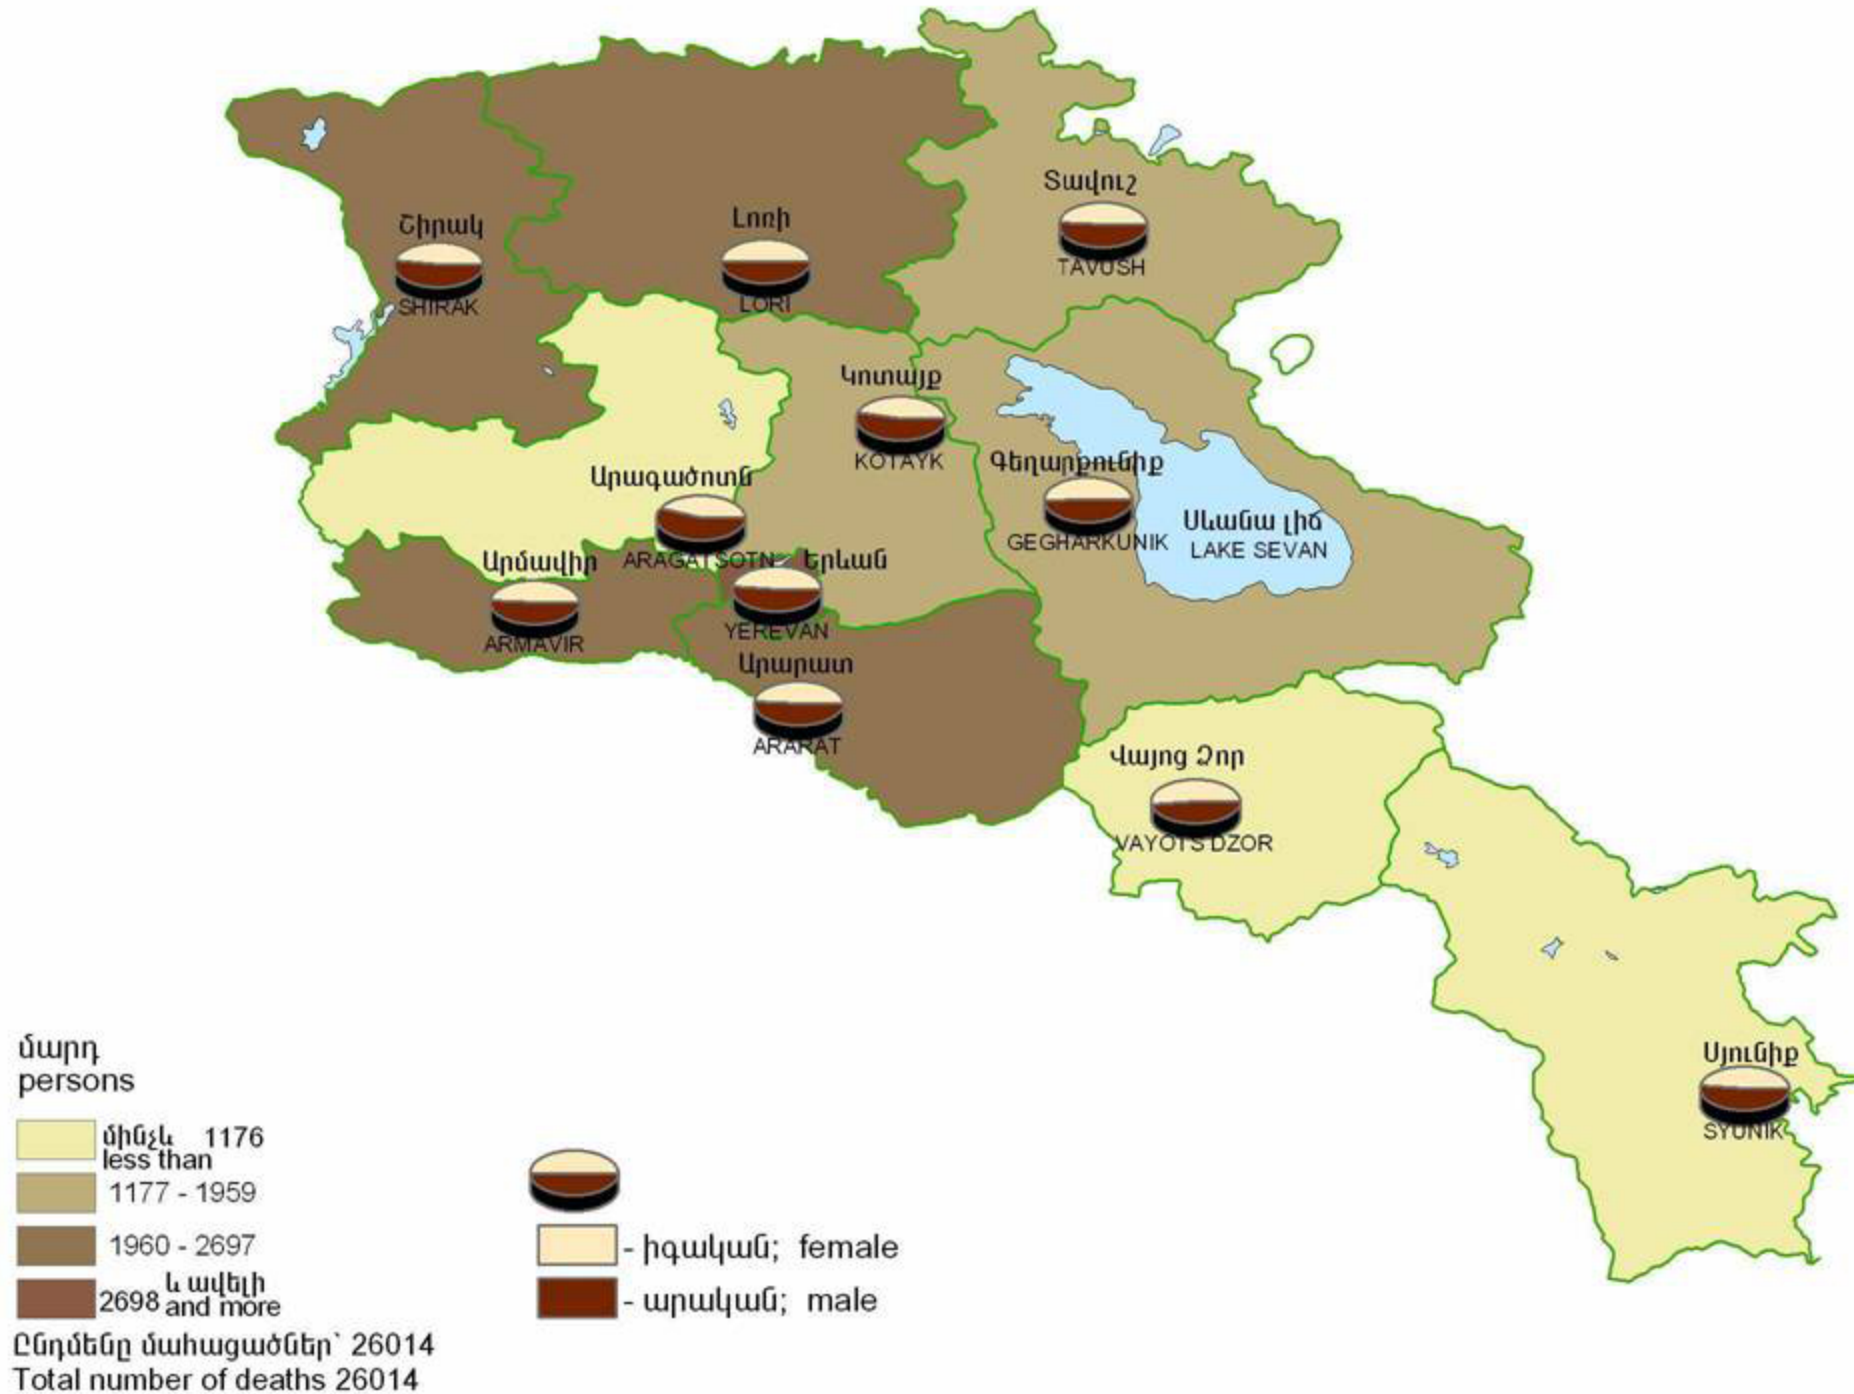 Տավուշ
TAVUSH
Շիրակ
SHIRAK
Լոռի
LORI
Կոտայք
KOTAYK
Գեղարքունիք
GEGHARKUNIK
Սևանա լիճ
LAKE SEVAN
Արագածոտն
ARAGATSOTN
Արմավիր
ARMAVIR
Երևան
YEREVAN
Արարատ
ARARAT
Վայոց Ձոր
VAYOTS DZOR
Սյունիք
SYUNIK
մարդ
persons
մինչև 1176
less than
1177 - 1959
1960 - 2697
2698 և ավելի
and more
- իգական; female
- արական; male
Ընդմենը մահացածներ՝ 26014
Total number of deaths 26014